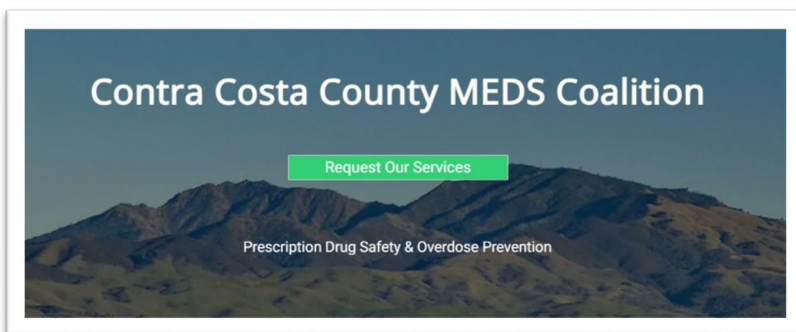 Contra Costa County MEDS Coalition
Request Our Services
Prescription Drug Safety & Overdose Prevention